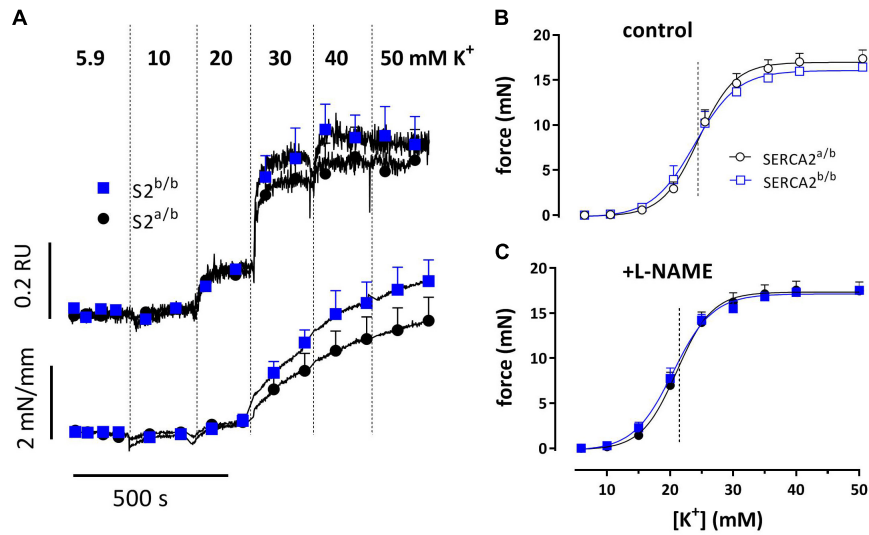 A
5.9 10 20 30 40 50 mM K⁺
S2ᵇ/ᵇ
S2ᵃ/ᵇ
0.2 RU
2 mN/mm
500 s
B
control
20
15
10
5
0
force (mN)
SERCA2ᵃ/ᵇ
SERCA2ᵇ/ᵇ
C
+L-NAME
20
15
10
5
0
force (mN)
10 20 30 40 50
[K⁺] (mM)